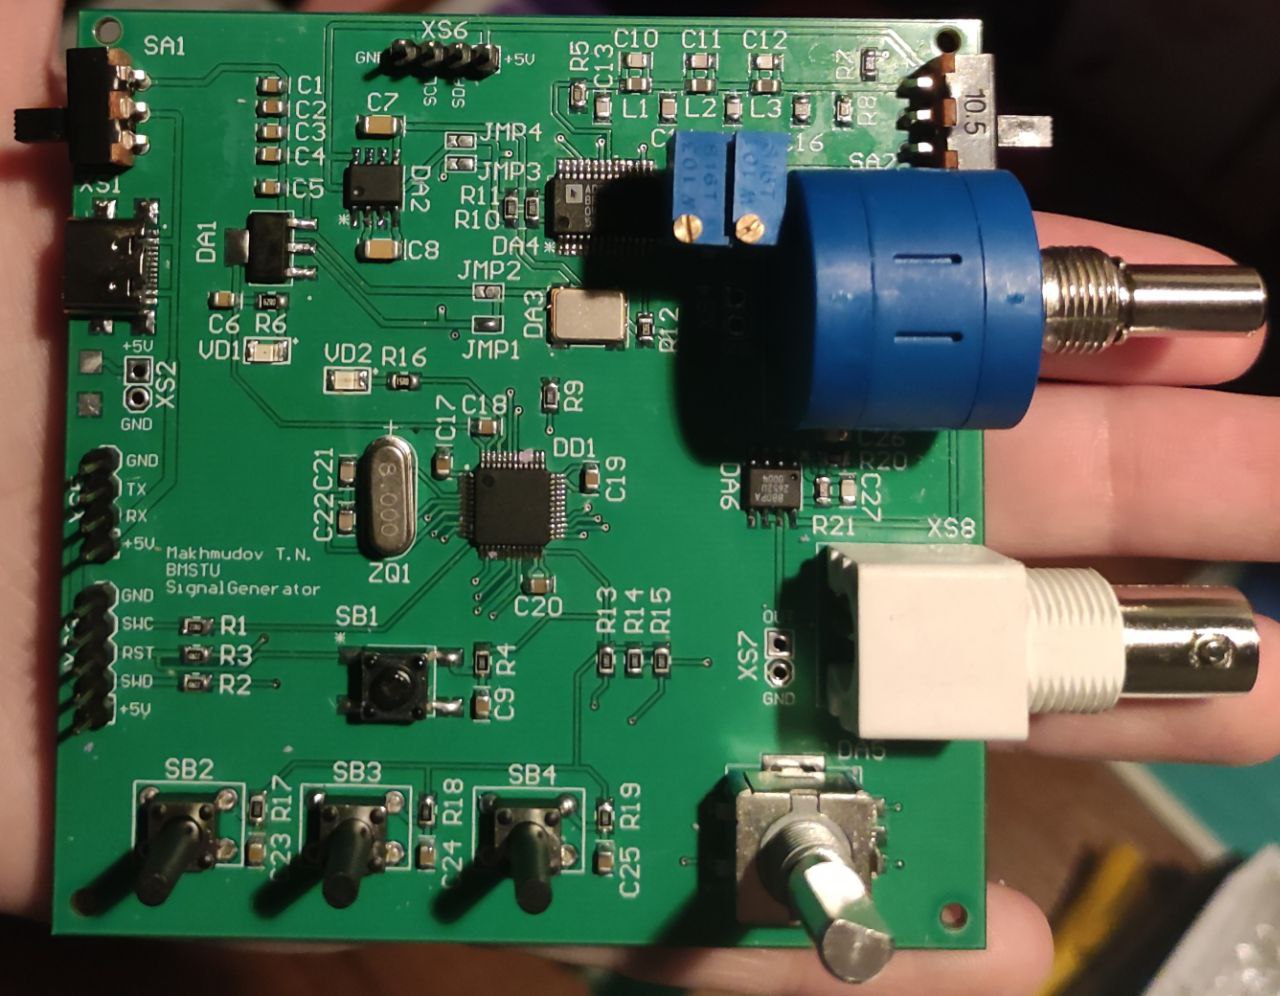 SA1
XS6
GND
SCL
SDA
+5V
C1
C2
C3
C4
C5
C7
JMP4
JMP3
R5
C13
C10
C11
C12
L1
L2
L3
R7
R8
C16
SA2
10.5
XS1
DA1
DA2
R11
R10
DA4
C8
JMP2
JMP1
DA3
R12
C6
R6
VD1
VD2
R16
+5V
XS2
GND
C17
C18
R9
DD1
C19
C21
C22
8.000
ZQ1
C20
C26
R20
DA6
R21
C27
GND
TX
RX
+5V
Makhmudov T.N.
BMSTU
SignalGenerator
GND
SWC
RST
SWD
+5V
R1
R3
R2
SB1
R4
C9
R13
R14
R15
XS8
XS7
GND
DA5
SB2
R17
C23
SB3
R18
C24
SB4
R19
C25